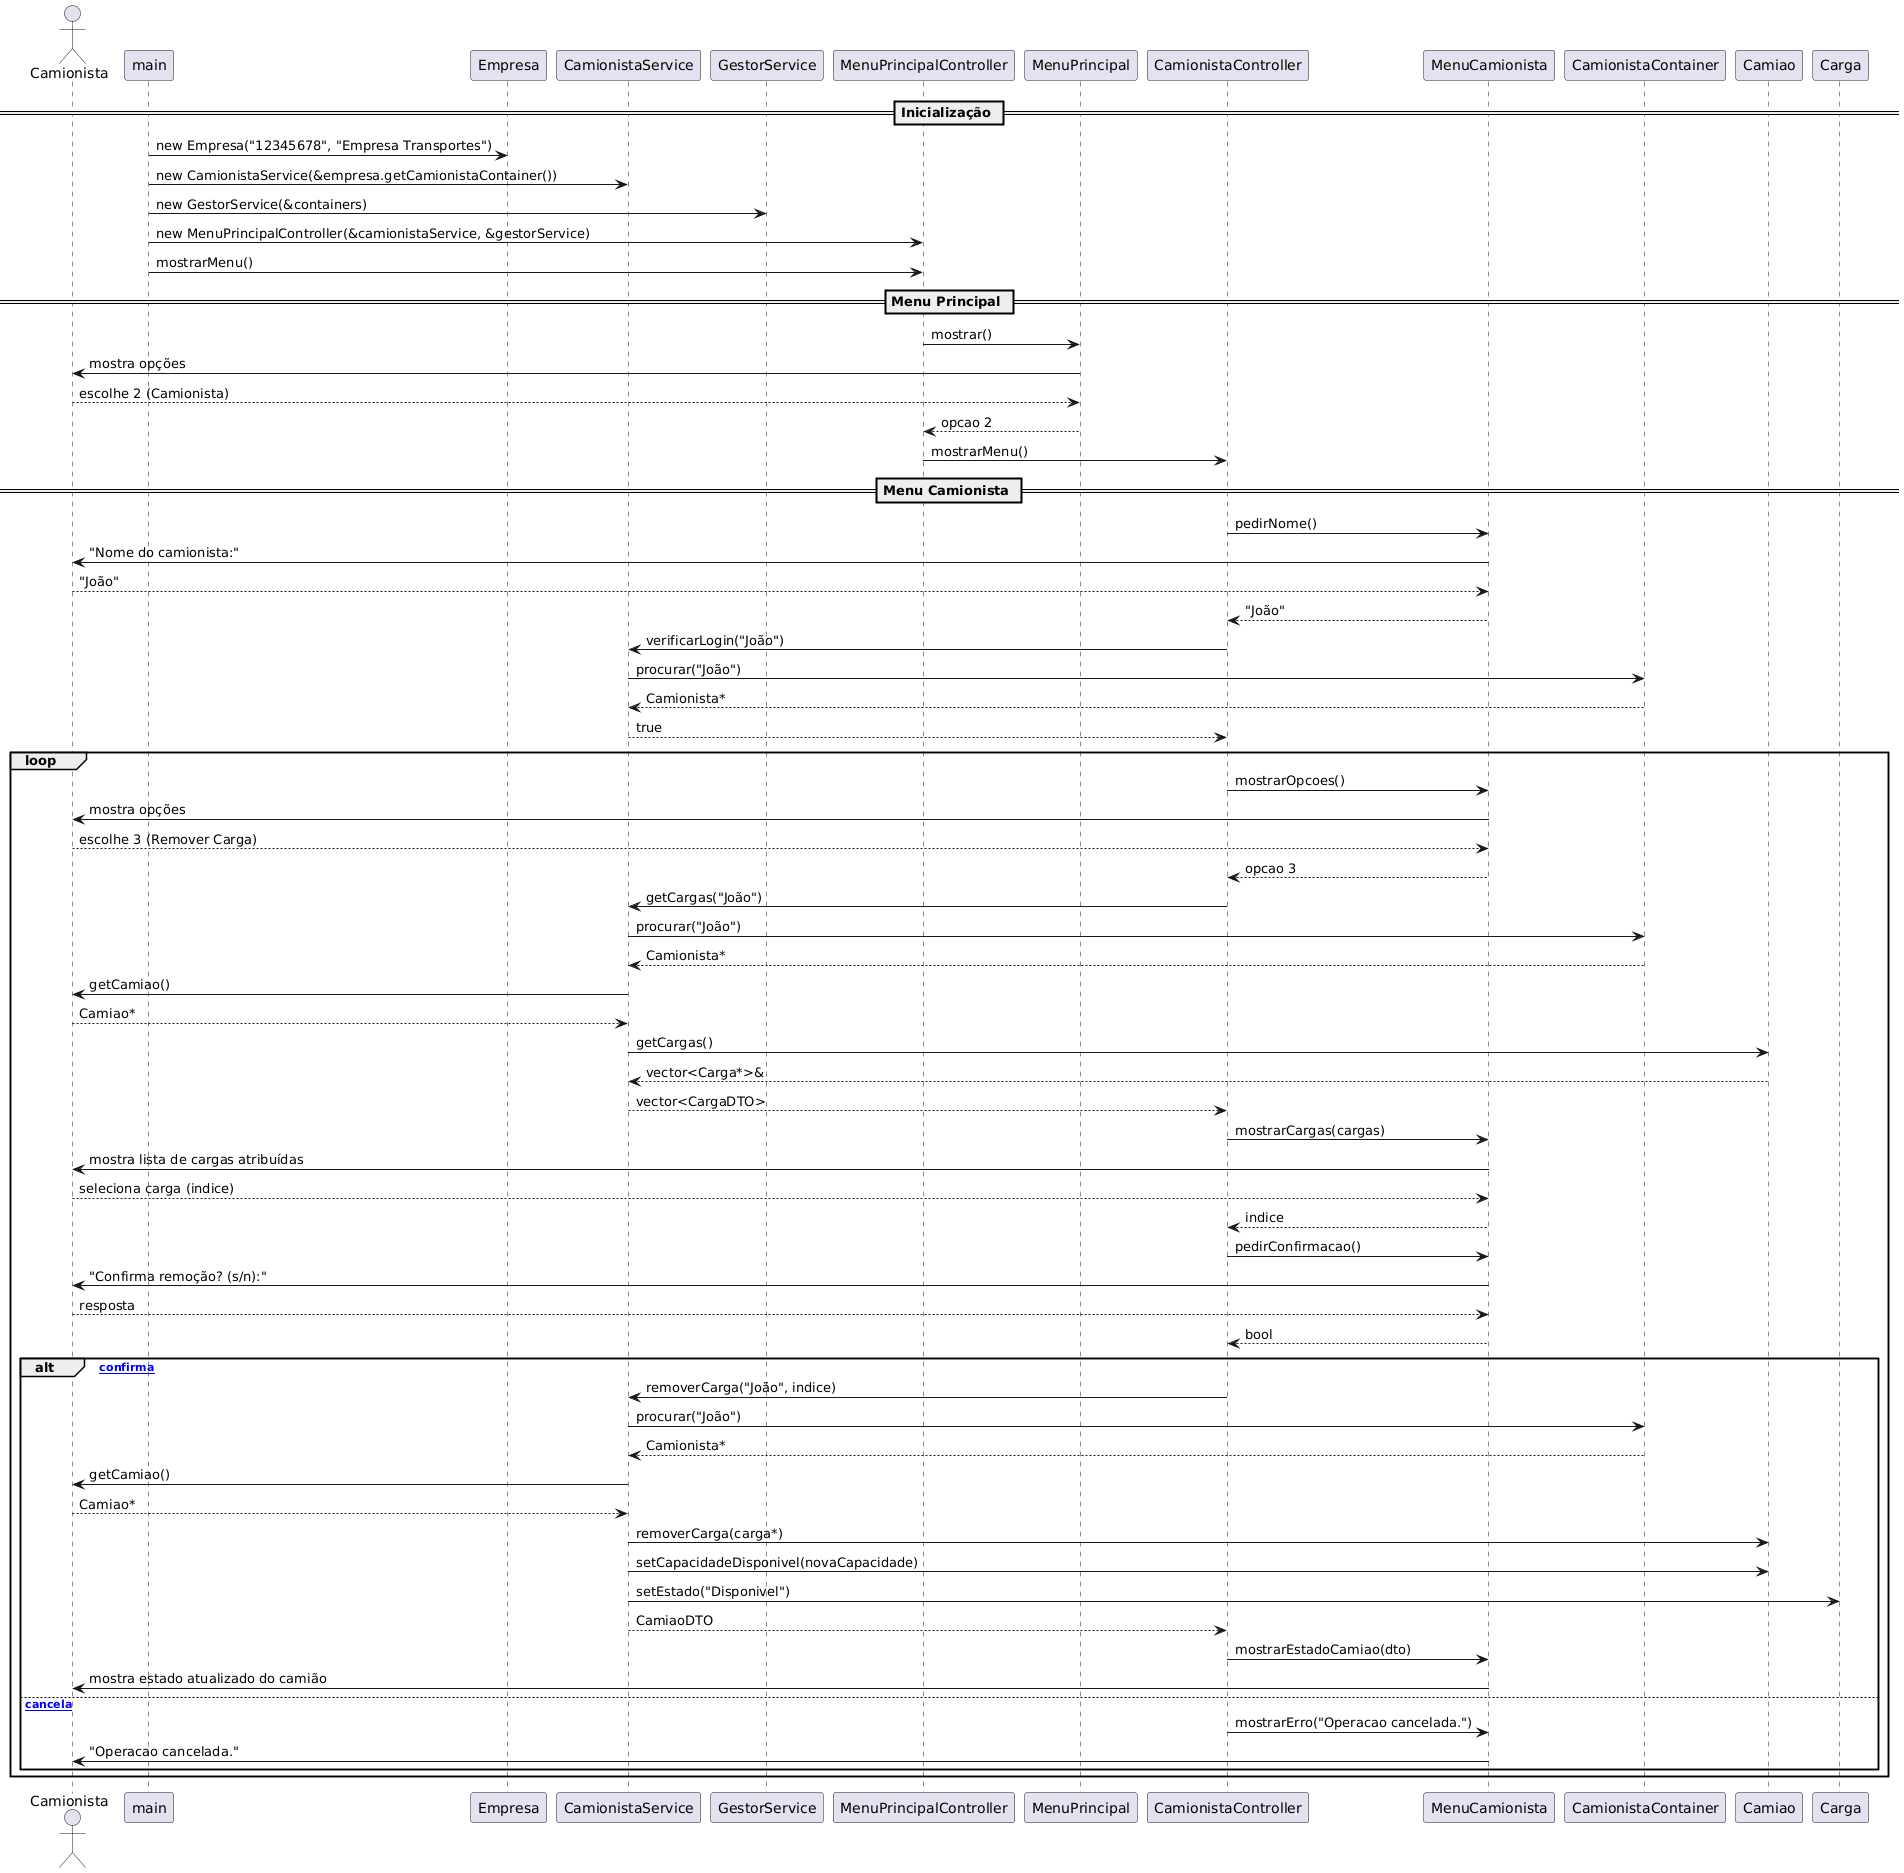 Camionista
main
Empresa
CamionistaService
GestorService
MenuPrincipalController
MenuPrincipal
CamionistaController
MenuCamionista
CamionistaContainer
Camiao
Carga
Inicialização
new Empresa("12345678", "Empresa Transportes")
new CamionistaService(&empresa.getCamionistaContainer())
new GestorService(&containers)
new MenuPrincipalController(&camionistaService, &gestorService)
mostrarMenu()
Menu Principal
mostrar()
mostra opções
escolhe 2 (Camionista)
opcao 2
mostrarMenu()
Menu Camionista
pedirNome()
"Nome do camionista:"
"João"
"João"
verificarLogin("João")
procurar("João")
Camionista*
true
loop
mostrarOpcoes()
mostra opções
escolhe 3 (Remover Carga)
opcao 3
getCargas("João")
procurar("João")
Camionista*
getCamiao()
Camiao*
getCargas()
vector<Carga*>&
vector<CargaDTO>
mostrarCargas(cargas)
mostra lista de cargas atribuídas
seleciona carga (indice)
indice
pedirConfirmacao()
"Confirma remoção? (s/n):"
resposta
bool
alt
confirma
removerCarga("João", indice)
procurar("João")
Camionista*
getCamiao()
Camiao*
removerCarga(carga*)
setCapacidadeDisponivel(novaCapacidade)
setEstado("Disponivel")
CamiaoDTO
mostrarEstadoCamiao(dto)
mostra estado atualizado do camião
cancela
mostrarErro("Operacao cancelada.")
"Operacao cancelada."
Camionista
main
Empresa
CamionistaService
GestorService
MenuPrincipalController
MenuPrincipal
CamionistaController
MenuCamionista
CamionistaContainer
Camiao
Carga